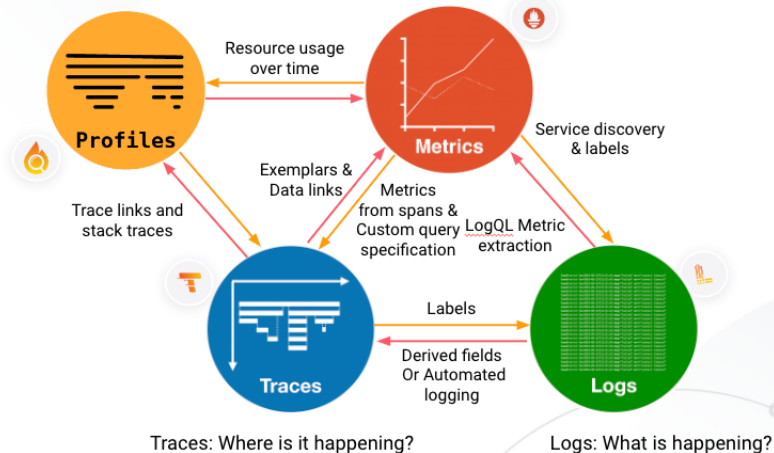 Resource usage
over time
Profiles
Metrics
Service discovery
& labels
Exemplars &
Data links
Metrics
from spans &
Custom query
specification
LogQL Metric
extraction
Trace links and
stack traces
Traces
Labels
Derived fields
Or Automated
logging
Logs
Traces: Where is it happening?
Logs: What is happening?